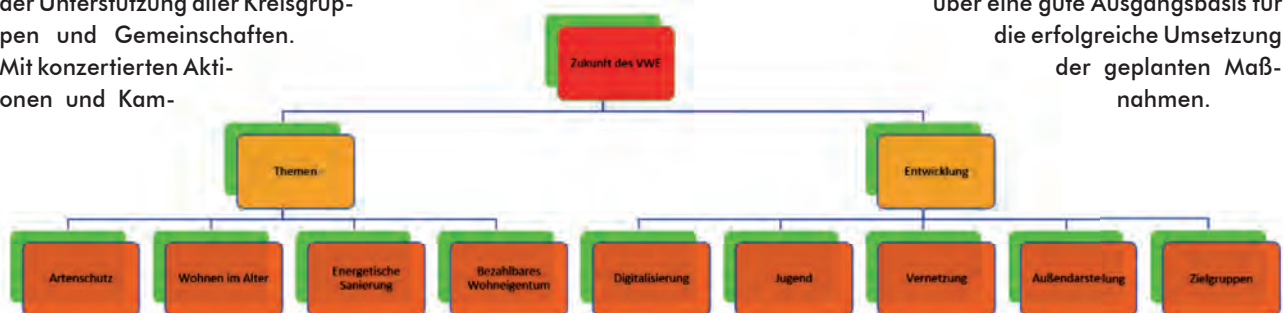 der Unterstützung aller Kreisgrup-
pen und Gemeinschaften.
Mit konzertierten Akti-
onen und Kam-
über eine gute Ausgangsbasis für
die erfolgreiche Umsetzung
der geplanten Maß-
nahmen.
Zukunft des VWE
Themen
Entwicklung
Artenschutz
Wohnen im Alter
Energetische
Sanierung
Bezahlbares
Wohneigentum
Digitalisierung
Jugend
Vernetzung
Außendarstellung
Zielgruppen